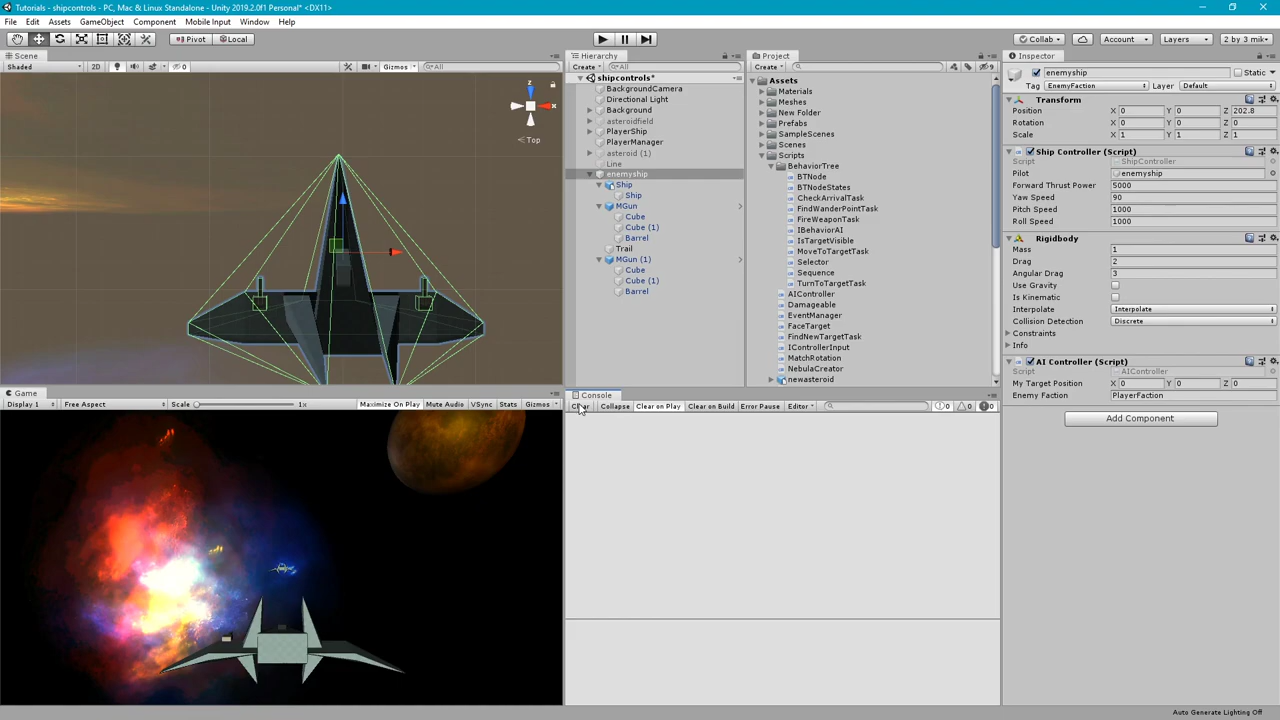 Tutorials - shipcontrols - PC, Mac & Linux Standalone - Unity 2019.2.0f1 Personal* <DX11>
File Edit Assets GameObject Component Mobile Input Window Help
Pivot Local Collab Account Layers 2 by 3
Scene
Shaded 2D 0 Gizmos All
z
x
Top
Game
Display 1 Free Aspect Scale 1x Maximize On Play Mute Audio VSync Stats Gizmos
Hierarchy
Create All
shipcontrols*
BackgroundCamera
Directional Light
Background
asteroidfield
PlayerShip
PlayerManager
asteroid (1)
Line
enemyship
Ship
Ship
MGun
Cube
Cube (1)
Barrel
Trail
MGun (1)
Cube
Cube (1)
Barrel
Console
Clear Collapse Clear on Play Clear on Build Error Pause Editor 0 0 0
Project
Create 9
Assets
Materials
Meshes
New Folder
Prefabs
SampleScenes
Scenes
Scripts
BehaviorTree
BTNode
BTNodeStates
CheckArrivalTask
FindWanderPointTask
FireWeaponTask
IBehaviorAI
IsTargetVisible
MoveToTargetTask
Selector
Sequence
TurnToTargetTask
AIController
Damageable
EventManager
FaceTarget
FindNewTargetTask
IControllerInput
MatchRotation
NebulaCreator
newasteroid
Inspector
enemyship Static
Tag EnemyFaction Layer Default
Transform
Position X 0 Y 0 Z 202.8
Rotation X 0 Y 0 Z 0
Scale X 1 Y 1 Z 1
Ship Controller (Script)
Script ShipController
Pilot enemyship
Forward Thrust Power 5000
Yaw Speed 90
Pitch Speed 1000
Roll Speed 1000
Rigidbody
Mass 1
Drag 2
Angular Drag 3
Use Gravity
Is Kinematic
Interpolate Interpolate
Collision Detection Discrete
Constraints
Info
AI Controller (Script)
Script AIController
My Target Position X 0 Y 0 Z 0
Enemy Faction PlayerFaction
Add Component
Auto Generate Lighting Off